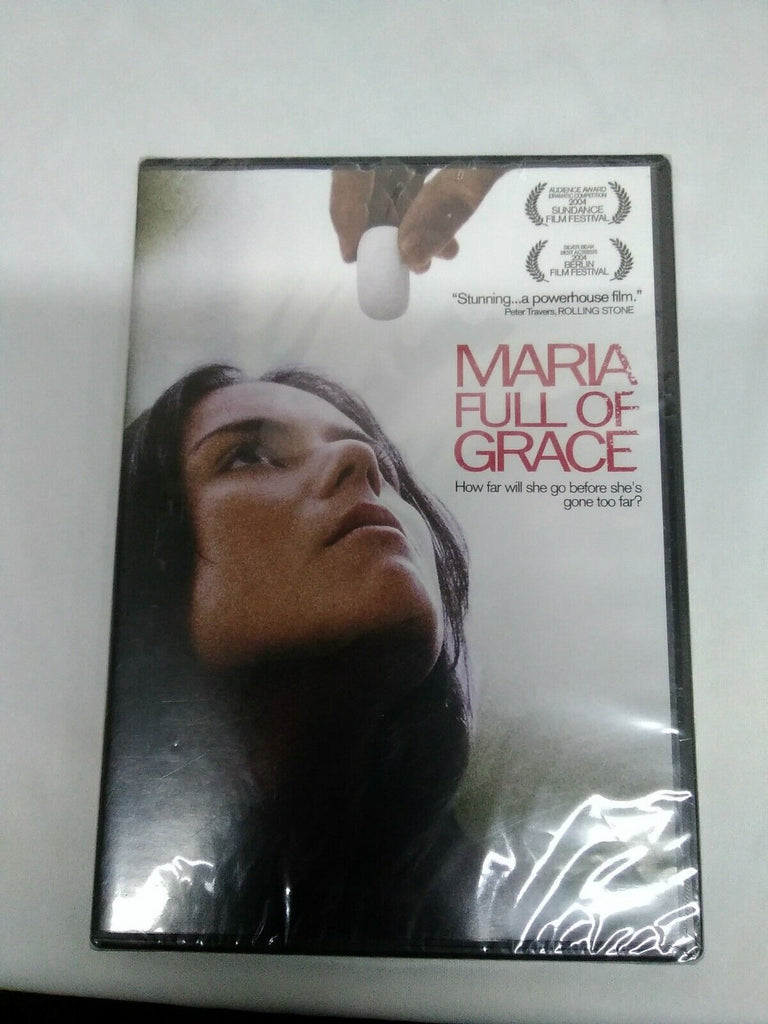 AUDIENCE AWARD
DRAMATIC COMPETITION
2004
SUNDANCE
FILM FESTIVAL
SILVER BEAR
BEST ACTRESS
2004
BERLIN
FILM FESTIVAL
"Stunning...a powerhouse film."
Peter Travers, ROLLING STONE
MARIA
FULL OF
GRACE
How far will she go before she's
gone too far?